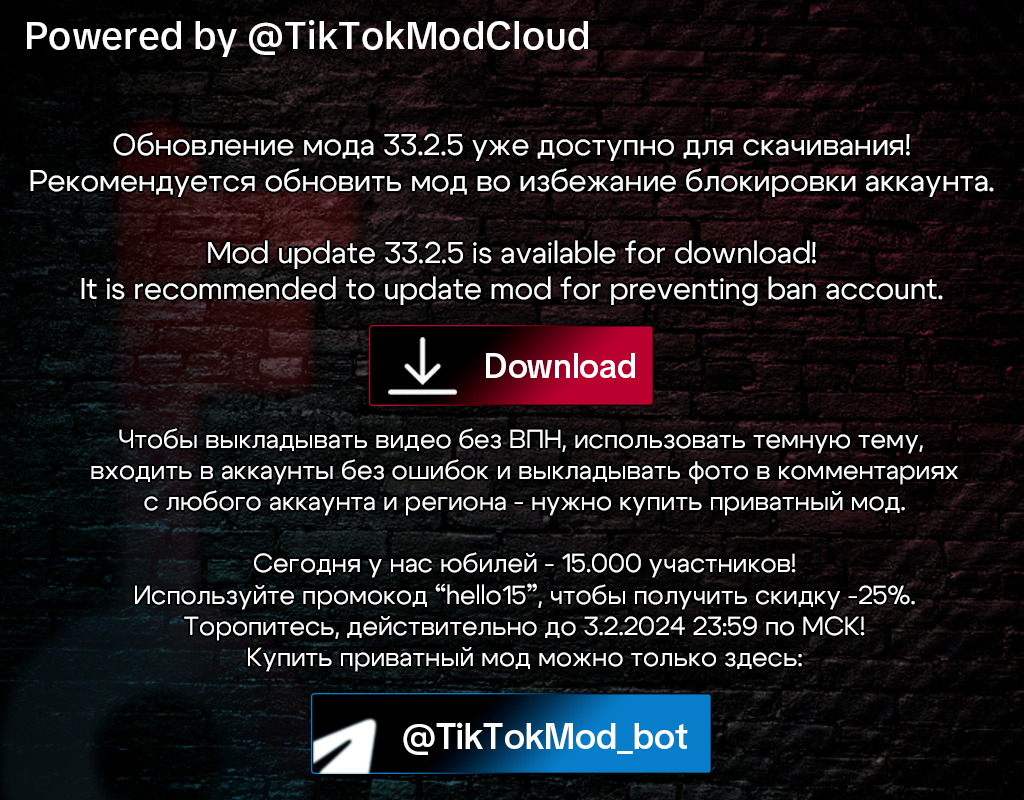 Powered by @TikTokModCloud
Обновление мода 33.2.5 уже доступно для скачивания!
Рекомендуется обновить мод во избежание блокировки аккаунта.
Mod update 33.2.5 is available for download!
It is recommended to update mod for preventing ban account.
Download
Чтобы выкладывать видео без ВПН, использовать темную тему,
входить в аккаунты без ошибок и выкладывать фото в комментариях
с любого аккаунта и региона - нужно купить приватный мод.
Сегодня у нас юбилей - 15.000 участников!
Используйте промокод “hello15”, чтобы получить скидку -25%.
Торопитесь, действительно до 3.2.2024 23:59 по МСК!
Купить приватный мод можно только здесь:
@TikTokMod_bot